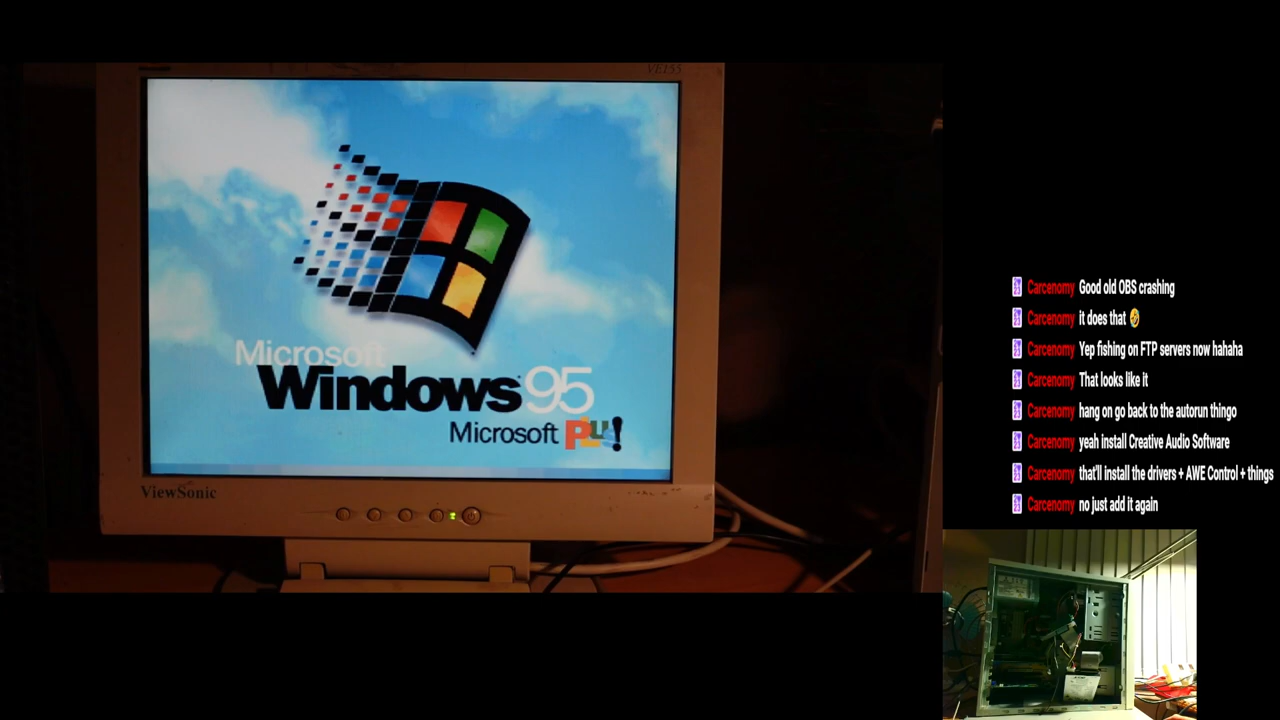 VE155
Microsoft
Windows 95
Microsoft Plus!
ViewSonic
Carcenomy Good old OBS crashing
Carcenomy it does that 🤣
Carcenomy Yep fishing on FTP servers now hahaha
Carcenomy That looks like it
Carcenomy hang on go back to the autorun thingo
Carcenomy yeah install Creative Audio Software
Carcenomy that'll install the drivers + AWE Control + things
Carcenomy no just add it again